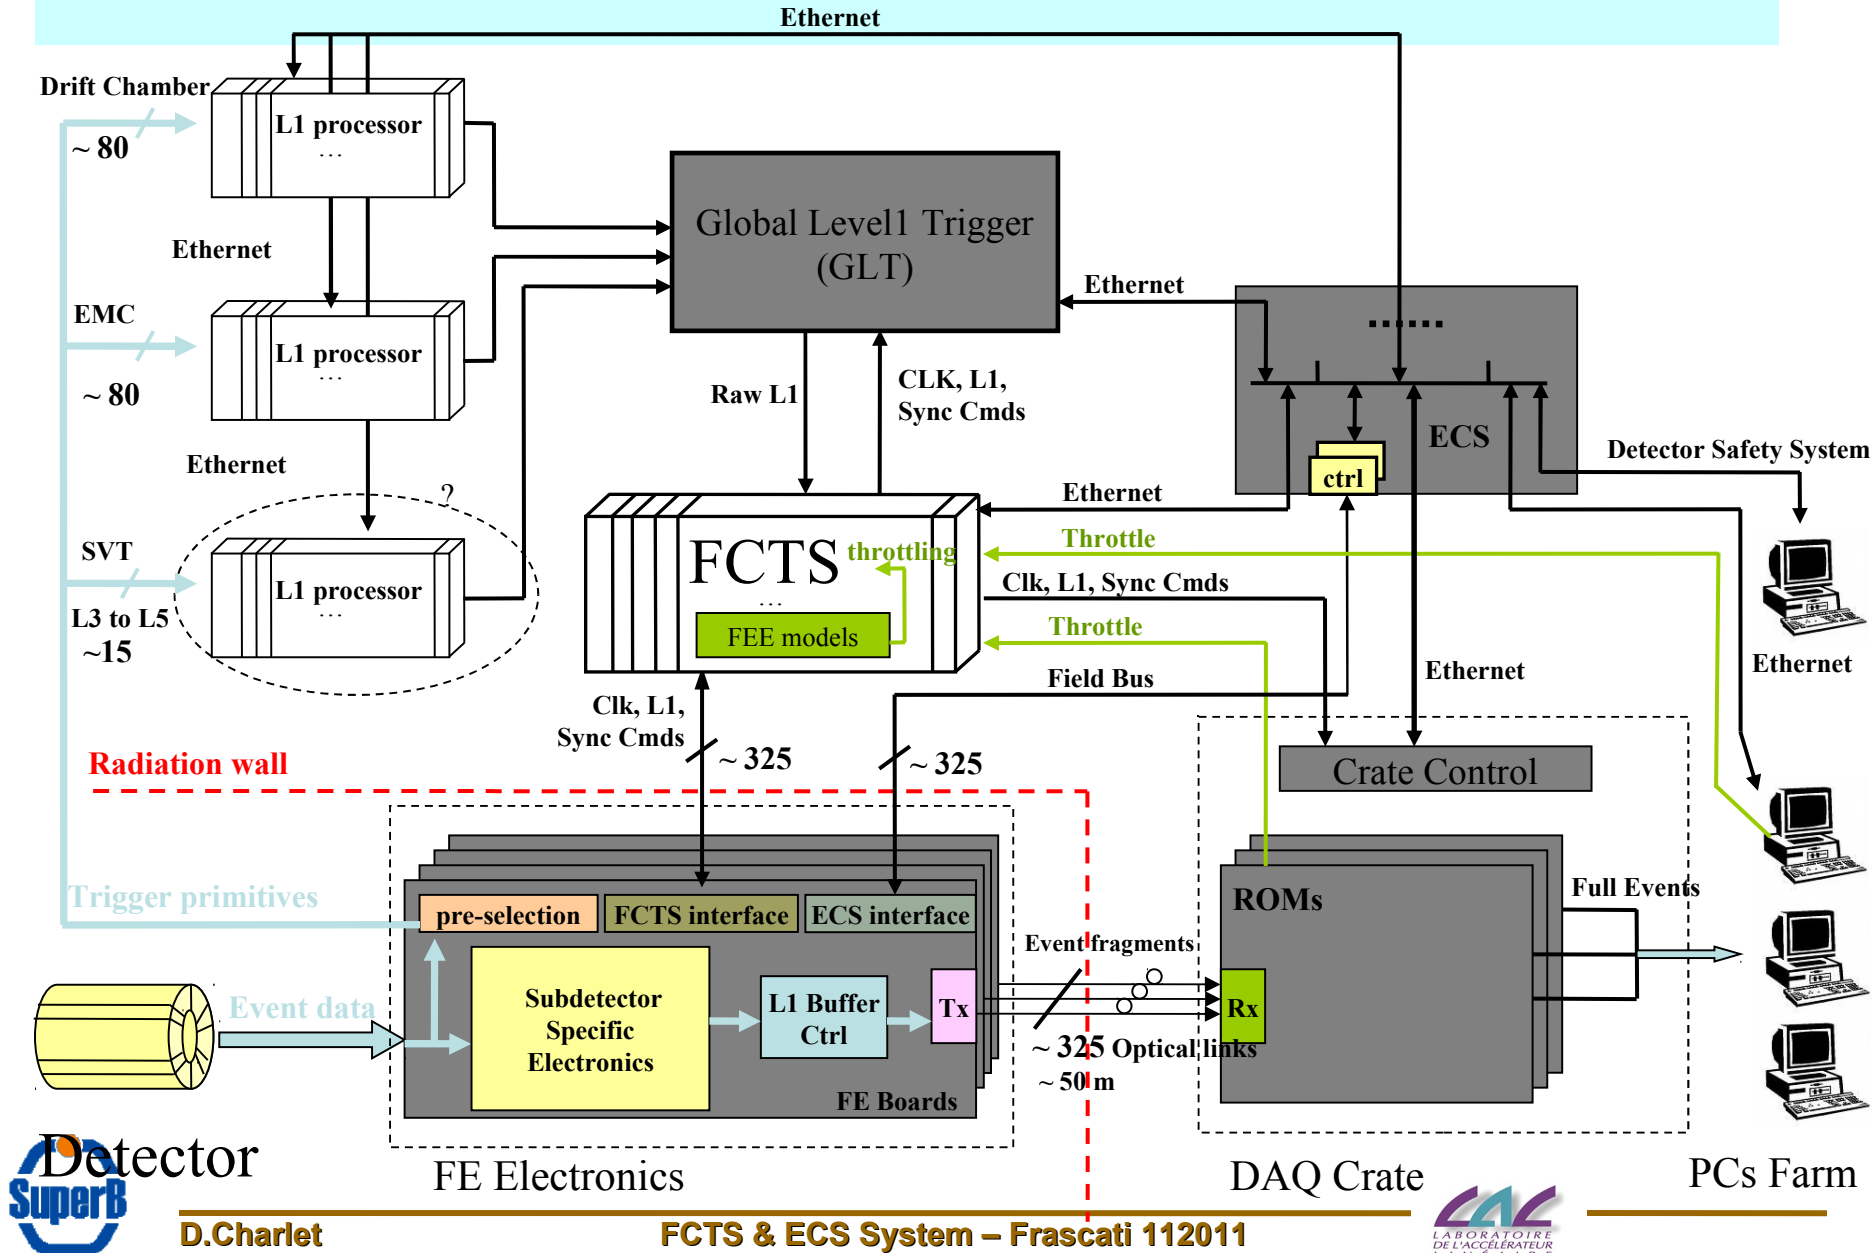 Ethernet
Drift Chamber
~ 80
L1 processor
...
Ethernet
EMC
~ 80
L1 processor
...
Ethernet
SVT
L3 to L5
~15
?
L1 processor
...
Global Level1 Trigger
(GLT)
Raw L1
CLK, L1,
Sync Cmds
Ethernet
.......
ECS
ctrl
Detector Safety System
Ethernet
FCTS
throttling
...
FEE models
Throttle
Clk, L1, Sync Cmds
Throttle
Field Bus
Ethernet
Ethernet
Clk, L1,
Sync Cmds
~ 325
~ 325
Radiation wall
Crate Control
Trigger primitives
pre-selection
FCTS interface
ECS interface
Event data
Subdetector
Specific
Electronics
L1 Buffer
Ctrl
Tx
FE Boards
Event fragments
~ 325 Optical links
~ 50 m
ROMs
Rx
Full Events
Detector
FE Electronics
DAQ Crate
PCs Farm
SuperB
D.Charlet
FCTS & ECS System – Frascati 112011
LABORATOIRE
DE L'ACCÉLÉRATEUR